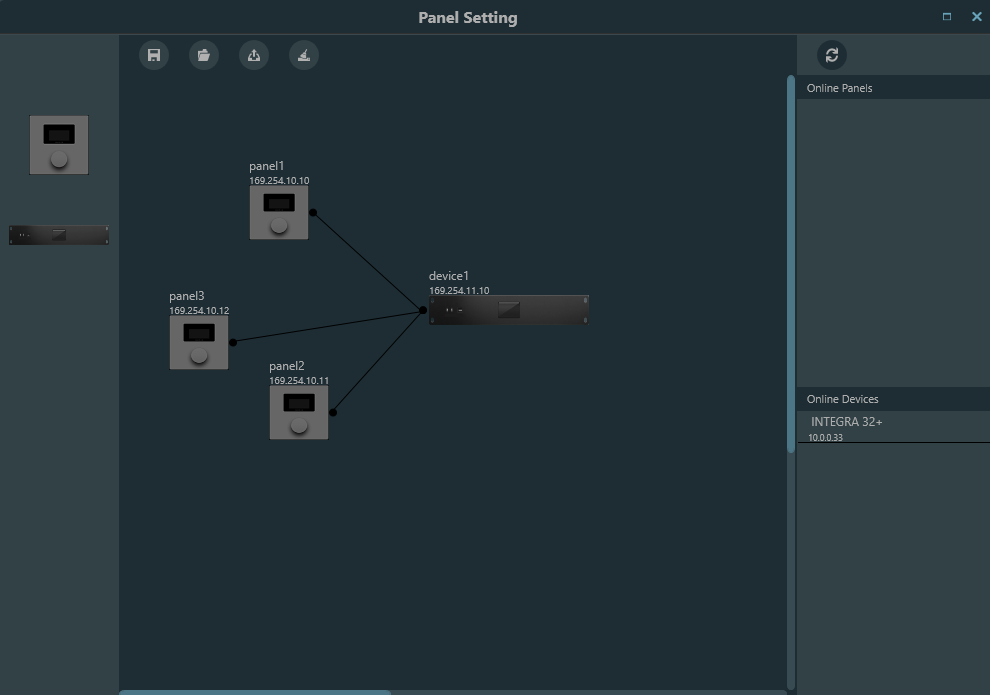 Panel Setting
Online Panels
panel1
169.254.10.10
device1
169.254.11.10
panel3
169.254.10.12
panel2
169.254.10.11
Online Devices
INTEGRA 32+
10.0.0.33